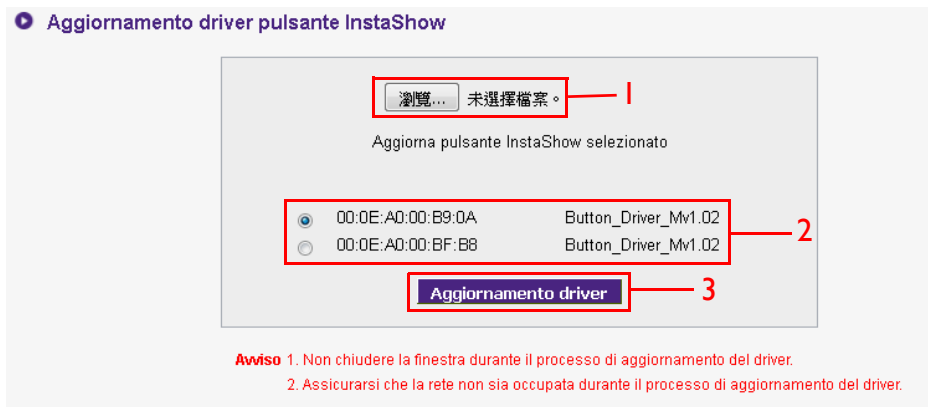 Aggiornamento driver pulsante InstaShow
瀏覽... 未選擇檔案。 1
Aggiorna pulsante InstaShow selezionato
00:0E:A0:00:B9:0A Button_Driver_Mv1.02
00:0E:A0:00:BF:B8 Button_Driver_Mv1.02
2
Aggiornamento driver 3
Avviso 1. Non chiudere la finestra durante il processo di aggiornamento del driver.
2. Assicurarsi che la rete non sia occupata durante il processo di aggiornamento del driver.